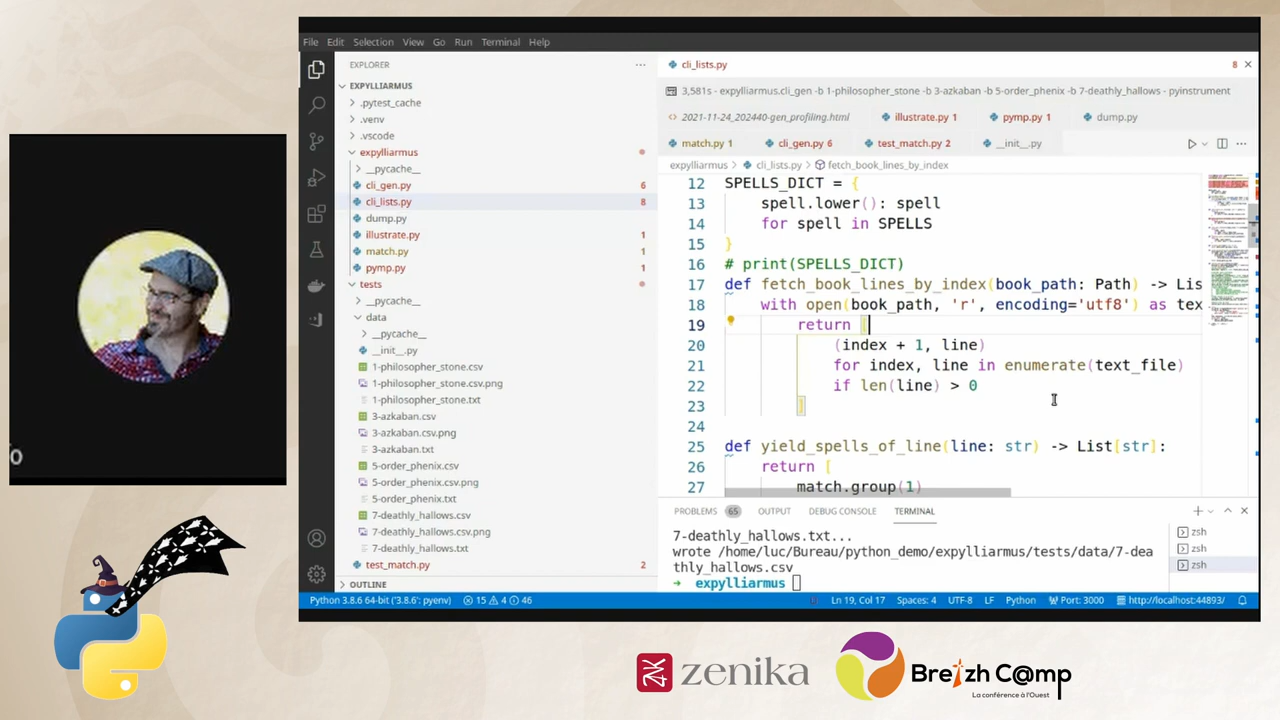 File Edit Selection View Go Run Terminal Help
EXPLORER
EXPYLLIARMUS
.pytest_cache
.venv
.vscode
expylliarmus
__pycache__
cli_gen.py 6
cli_lists.py 8
dump.py
illustrate.py 1
match.py 1
pymp.py 1
tests
__pycache__
data
__pycache__
__init__.py
1-philosopher_stone.csv
1-philosopher_stone.csv.png
1-philosopher_stone.txt
3-azkaban.csv
3-azkaban.csv.png
3-azkaban.txt
5-order_phenix.csv
5-order_phenix.csv.png
5-order_phenix.txt
7-deathly_hallows.csv
7-deathly_hallows.csv.png
7-deathly_hallows.txt
test_match.py 2
OUTLINE
cli_lists.py 8
3,581s - expylliarmus.cli_gen -b 1-philosopher_stone -b 3-azkaban -b 5-order_phenix -b 7-deathly_hallows - pyinstrument
2021-11-24_202440-gen_profiling.html illustrate.py 1 pymp.py 1 dump.py
match.py 1 cli_gen.py 6 test_match.py 2 __init__.py
expylliarmus > cli_lists.py > fetch_book_lines_by_index
12 SPELLS_DICT = {
13 spell.lower(): spell
14 for spell in SPELLS
15 }
16 # print(SPELLS_DICT)
17 def fetch_book_lines_by_index(book_path: Path) -> Lis
18 with open(book_path, 'r', encoding='utf8') as tex
19 return [
20 (index + 1, line)
21 for index, line in enumerate(text_file)
22 if len(line) > 0
23 ]
24
25 def yield_spells_of_line(line: str) -> List[str]:
26 return [
27 match.group(1)
PROBLEMS 65 OUTPUT DEBUG CONSOLE TERMINAL
7-deathly_hallows.txt...
wrote /home/luc/Bureau/python_demo/expylliarmus/tests/data/7-dea
thly_hallows.csv
➜ expylliarmus
zsh
zsh
zsh
Python 3.8.6 64-bit ('3.8.6': pyenv) 15 4 46 Ln 19, Col 17 Spaces: 4 UTF-8 LF Python Port: 3000 http://localhost:44893/
zenika
Breizh C@mp
La conférence à l'Ouest